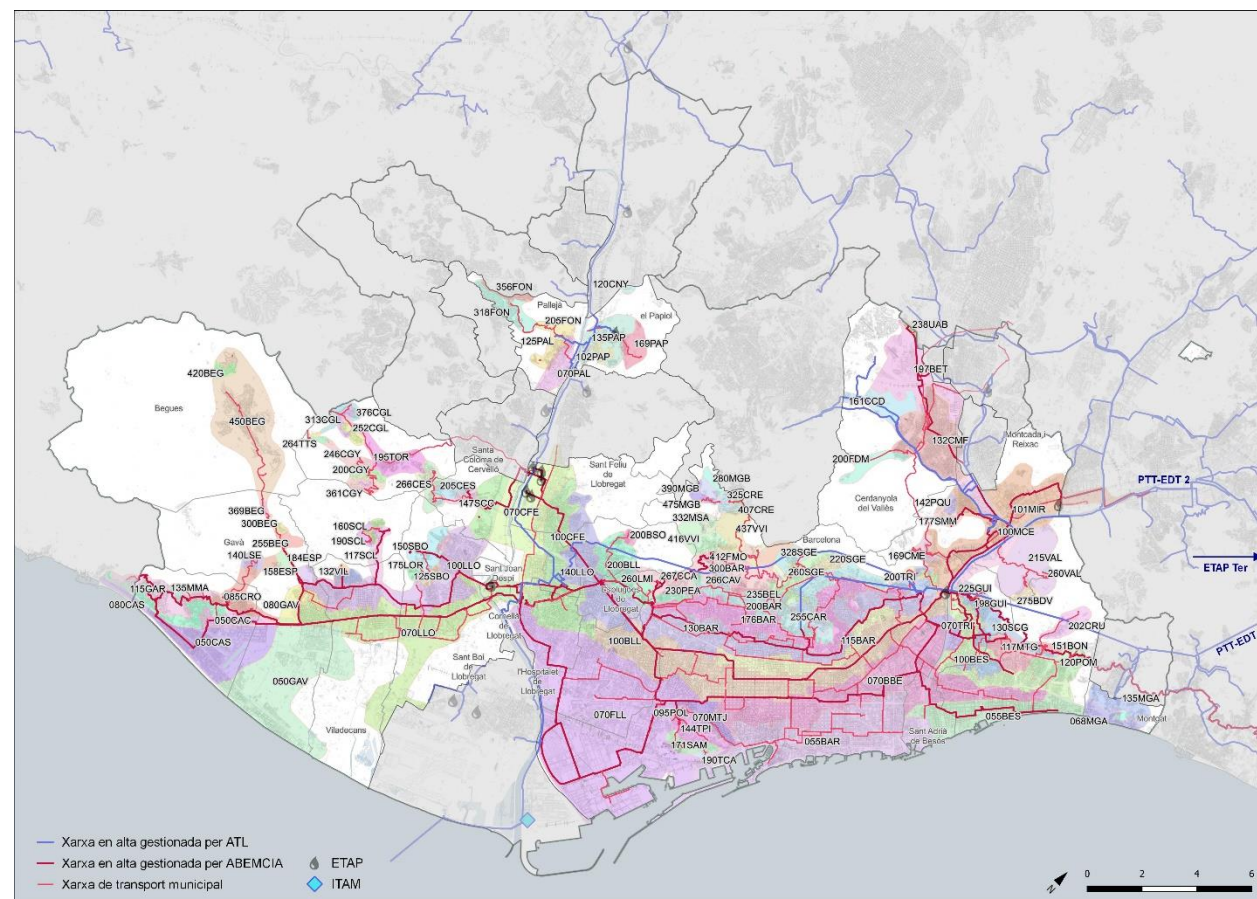 356FON
120CNY
Pallejà
318FON
205FON
el Papiol
125PAL
135PAP
169PAP
102PAP
070PAL
238UAB
197BET
420BEG
Begues
450BEG
376CGL
313CGL
252CGL
264TTS
246CGY
195TOR
200CGY
361CGY
266CES
205CES
147SCC
Santa
Coloma de
Cervelló
Sant Feliu
de
Llobregat
070CFE
100CFE
390MGB
280MGB
475MGB
325CRE
332MSA
407CRE
416VVI
437VVI
161CCD
132CMF
200FDM
Cerdanyola
del Vallès
142PQU
177SMM
Montcada i
Reixac
101MIR
100MCE
PTT-EDT 2
ETAP Ter
369BEG
300BEG
Gavà
255BEG
140LSE
184ESP
158ESP
160SCL
190SCL
117SCL
132VIL
150SBO
175LOR
125SBO
100LLO
Sant Joan
Despí
140LLO
200BSO
200BLL
260LMI
267CCA
230PEA
412FMO
300BAR
266CAV
Barcelona
328SGE
260SGE
220SGE
235BEL
200BAR
176BAR
255CAR
169CME
200TRI
225GUI
198GUI
215VAL
260VAL
275BDV
202CRU
115GAR
135MMA
080CAS
085CRO
050CAC
080GAV
050CAS
070LLO
050GAV
Cornellà
de
Llobregat
Esplugues
de
Llobregat
100BLL
130BAR
115BAR
070TRI
130SCG
117MTG
151BON
100BES
120POM
PTT-EDT
Sant Boi
de
Llobregat
l'Hospitalet
de
Llobregat
070BBE
135MGA
Viladecans
070FLL
095POL
070MTJ
144TPI
171SAM
055BAR
190TCA
Sant Adrià
de Besòs
055BES
068MGA
Montgat
Xarxa en alta gestionada per ATL
Xarxa en alta gestionada per ABEMCIA
ETAP
Xarxa de transport municipal
ITAM
N
0 2 4 6